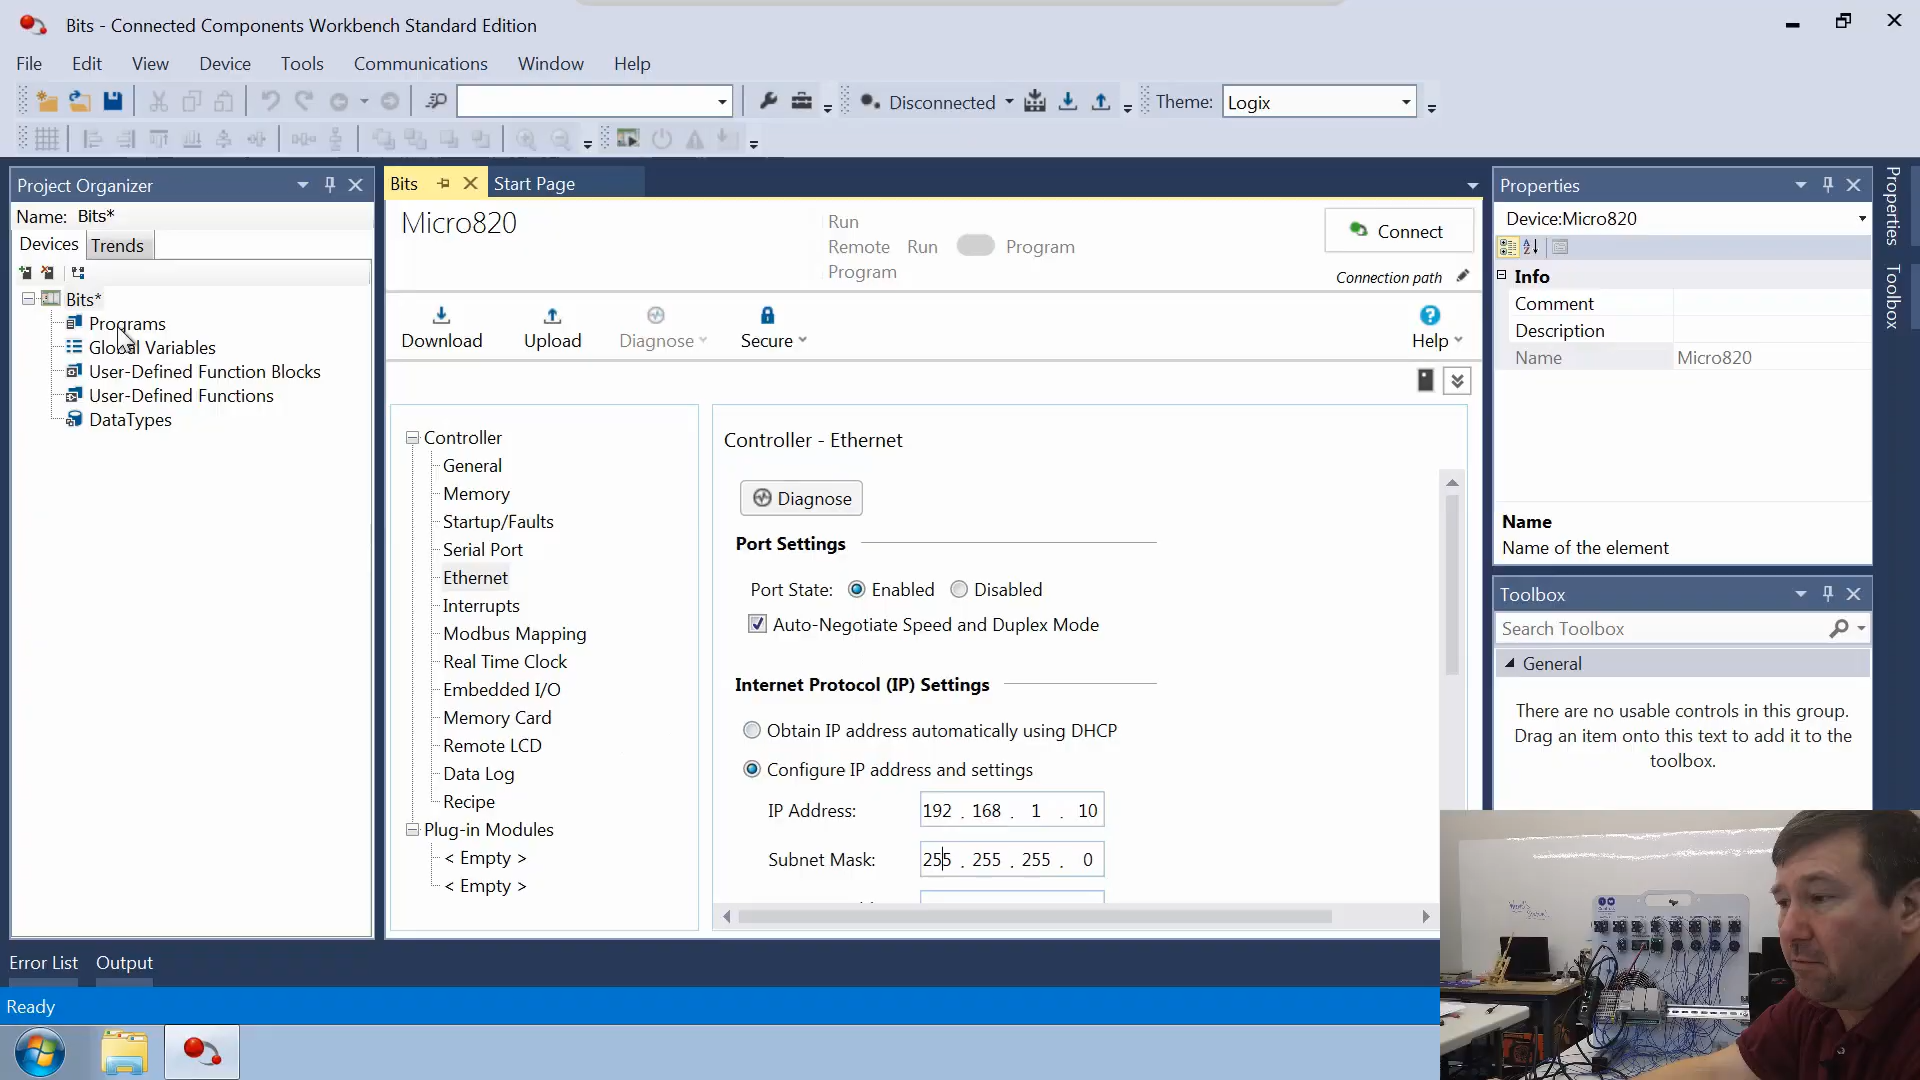 Bits - Connected Components Workbench Standard Edition
File Edit View Device Tools Communications Window Help
Disconnected Theme: Logix
Project Organizer
Name: Bits*
Devices Trends
Bits*
Programs
Global Variables
User-Defined Function Blocks
User-Defined Functions
DataTypes
Bits Start Page
Micro820
Run
Remote Run Program
Program
Connect
Connection path
Download Upload Diagnose Secure Help
Controller
General
Memory
Startup/Faults
Serial Port
Ethernet
Interrupts
Modbus Mapping
Real Time Clock
Embedded I/O
Memory Card
Remote LCD
Data Log
Recipe
Plug-in Modules
< Empty >
< Empty >
Controller - Ethernet
Diagnose
Port Settings
Port State: Enabled Disabled
Auto-Negotiate Speed and Duplex Mode
Internet Protocol (IP) Settings
Obtain IP address automatically using DHCP
Configure IP address and settings
IP Address: 192 . 168 . 1 . 10
Subnet Mask: 255 . 255 . 255 . 0
Properties
Device:Micro820
Info
Comment
Description
Name Micro820
Name
Name of the element
Toolbox
Search Toolbox
General
There are no usable controls in this group.
Drag an item onto this text to add it to the
toolbox.
Properties
Toolbox
Error List Output
Ready